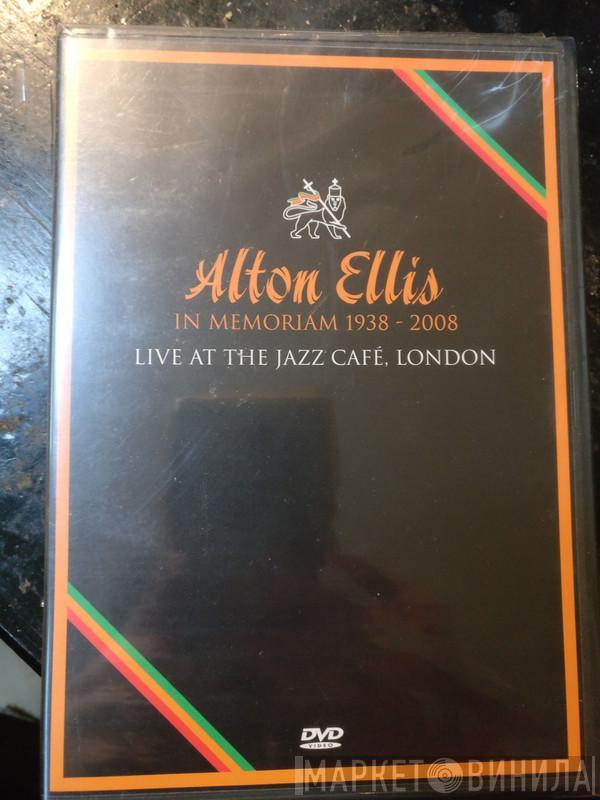 Alton Ellis
IN MEMORIAM 1938 - 2008
LIVE AT THE JAZZ CAFÉ, LONDON
DVD
VIDEO
МАРКЕТ ВИНИЛА